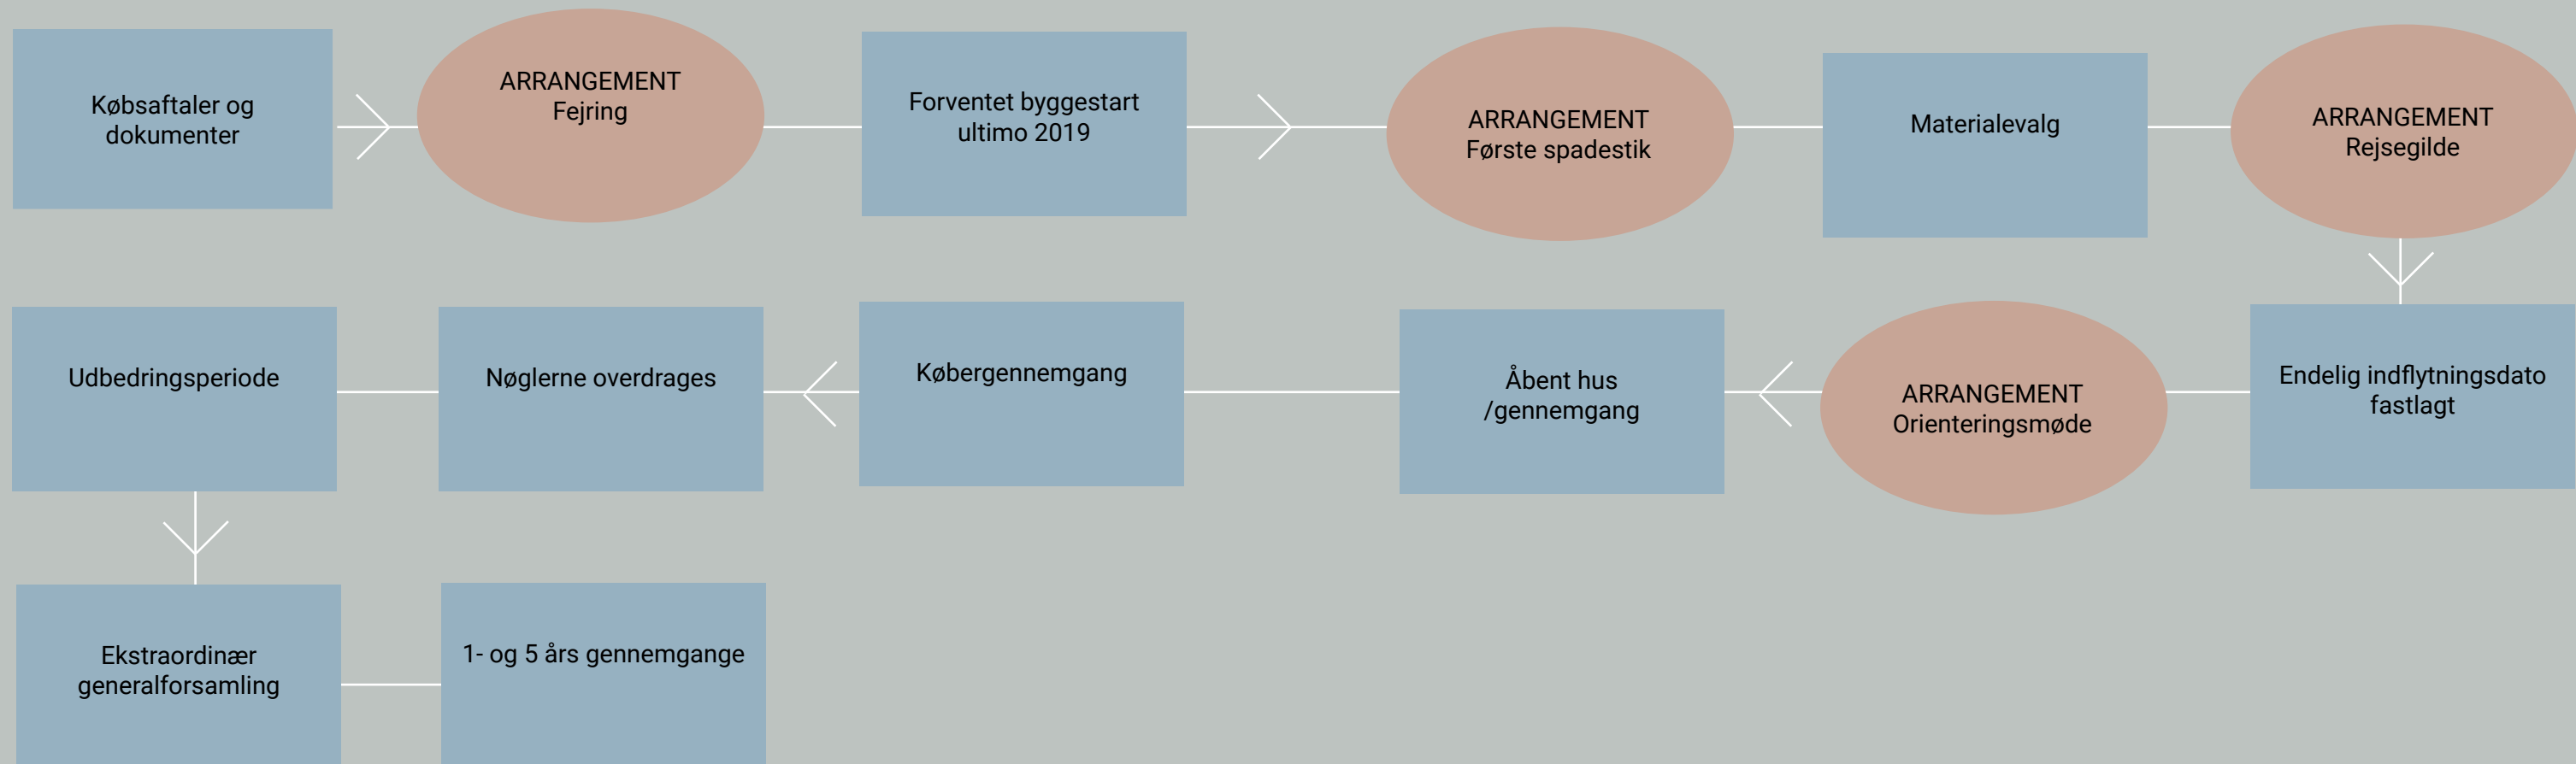 Købsaftaler og
dokumenter
ARRANGEMENT
Fejring
Forventet byggestart
ultimo 2019
ARRANGEMENT
Første spadestik
Materialevalg
ARRANGEMENT
Rejsegilde
Endelig indflytningsdato
fastlagt
ARRANGEMENT
Orienteringsmøde
Åbent hus
/gennemgang
Købergennemgang
Nøglerne overdrages
Udbedringsperiode
Ekstraordinær
generalforsamling
1- og 5 års gennemgange